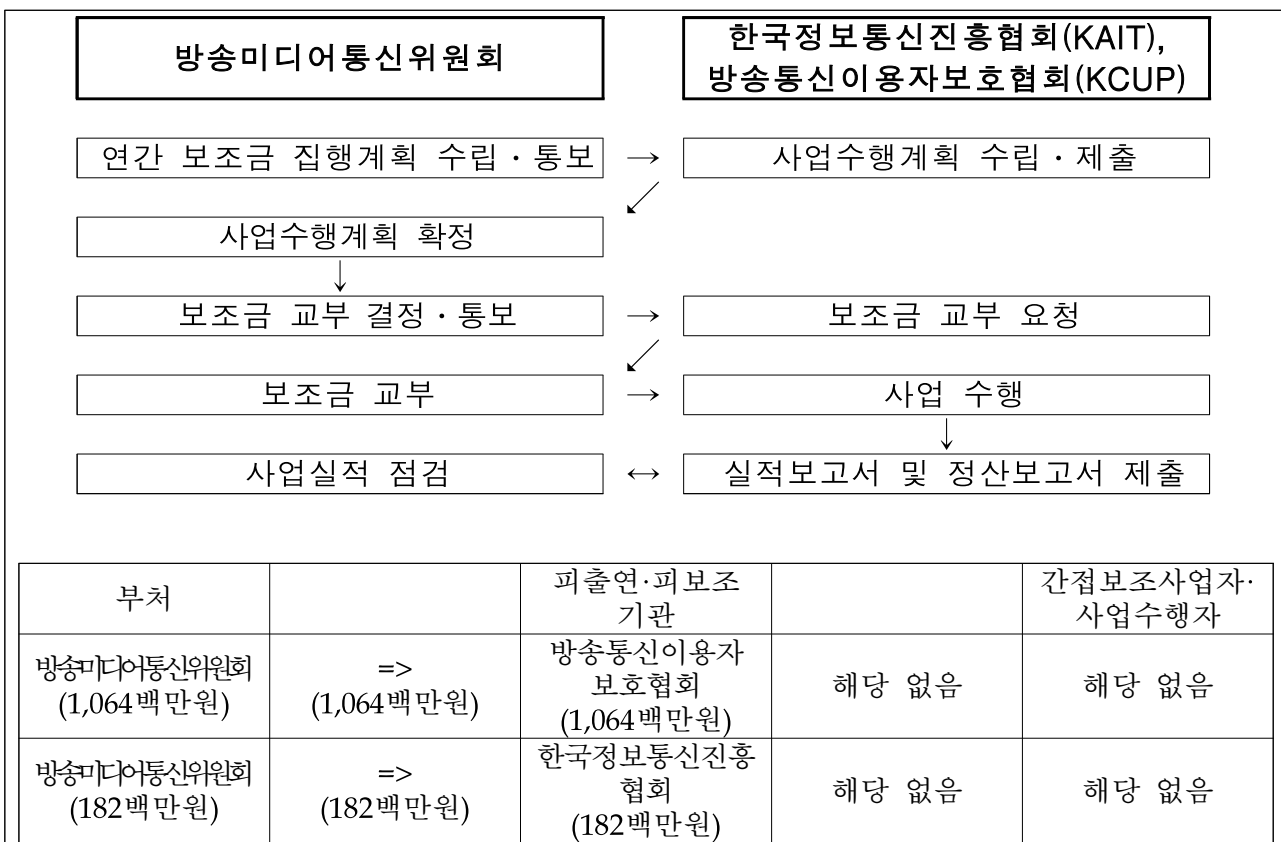 방송미디어통신위원회
한국정보통신진흥협회(KAIT),
방송통신이용자보호협회(KCUP)
연간 보조금 집행계획 수립·통보 → 사업수행계획 수립·제출
↙
사업수행계획 확정
↓
보조금 교부 결정·통보 → 보조금 교부 요청
↙
보조금 교부 → 사업 수행
↓
사업실적 점검 ↔ 실적보고서 및 정산보고서 제출
부처
피출연·피보조
기관
간접보조사업자·
사업수행자
방송미디어통신위원회
(1,064백만원)
=>
(1,064백만원)
방송통신이용자
보호협회
(1,064백만원)
해당 없음
해당 없음
방송미디어통신위원회
(182백만원)
=>
(182백만원)
한국정보통신진흥
협회
(182백만원)
해당 없음
해당 없음